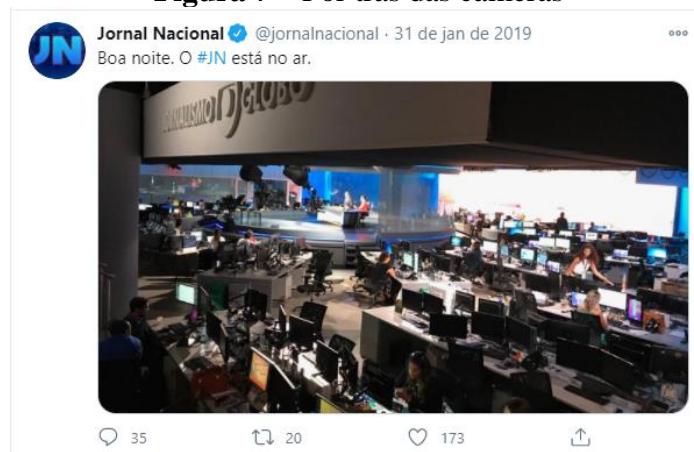 JN
Jornal Nacional @jornalnacional · 31 de jan de 2019
Boa noite. O #JN está no ar.
JORNALISMO GLOBO
35 20 173